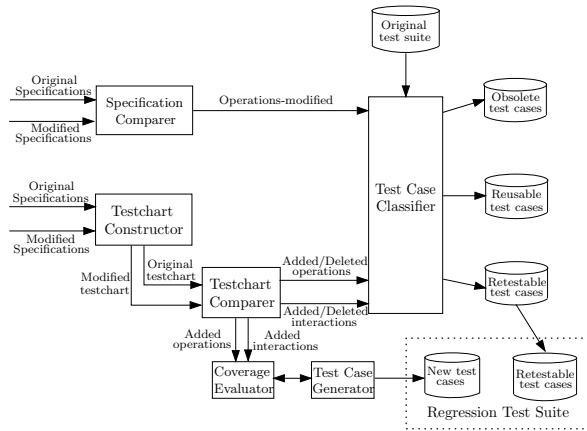 Original
test suite
Original
Specifications
Modified
Specifications
Specification
Comparer
Operations-modified
Obsolete
test cases
Test Case
Classifier
Reusable
test cases
Original
Specifications
Modified
Specifications
Testchart
Constructor
Original
testchart
Modified
testchart
Testchart
Comparer
Added/Deleted
operations
Added/Deleted
interactions
Retestable
test cases
Added
operations
Added
interactions
Coverage
Evaluator
Test Case
Generator
New test
cases
Retestable
test cases
Regression Test Suite